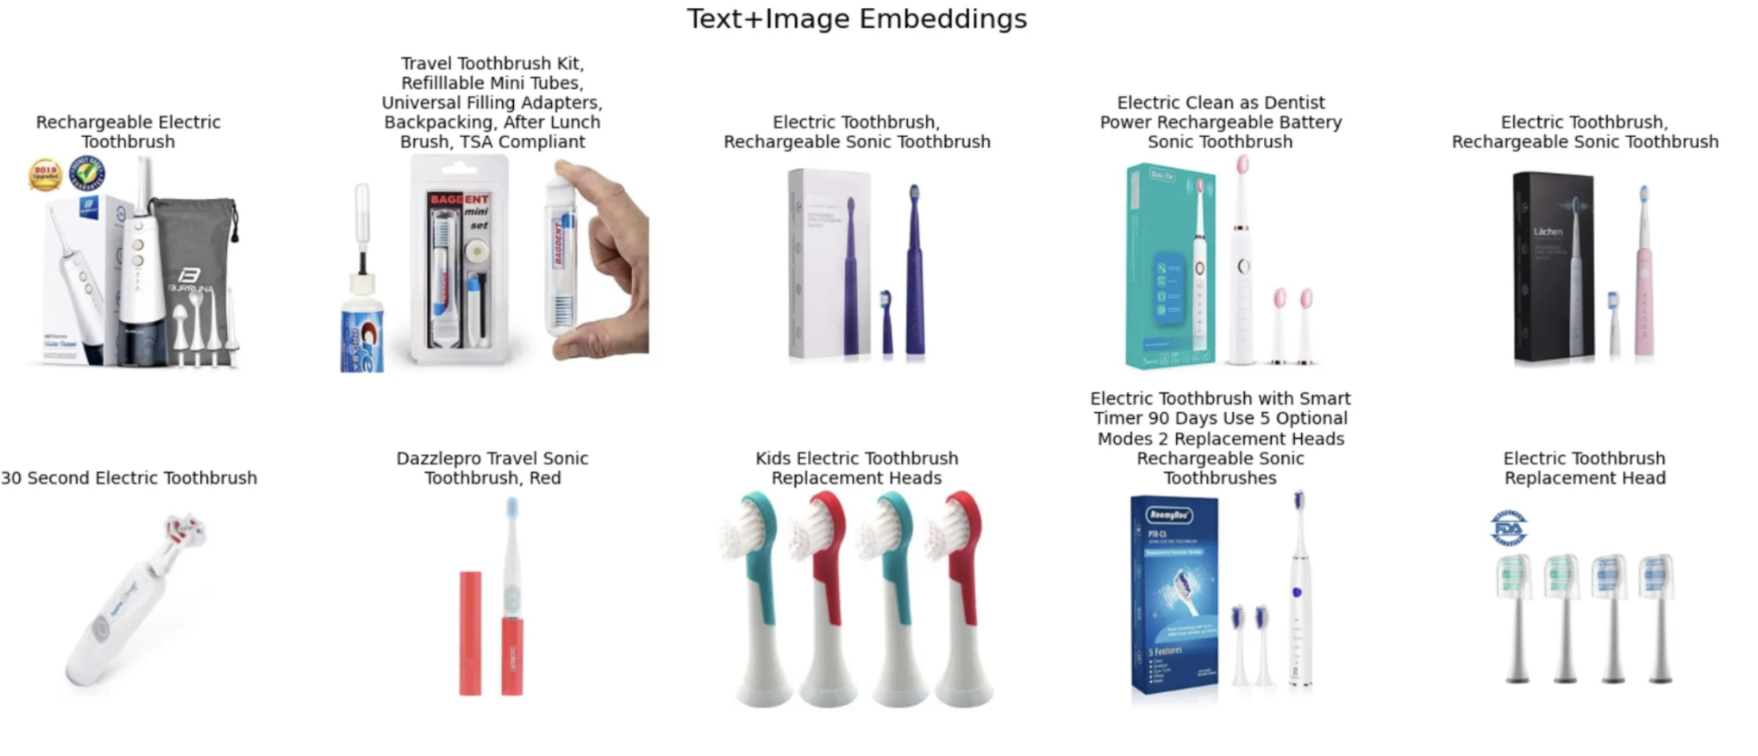 Text+Image Embeddings
Rechargeable Electric
Toothbrush
Travel Toothbrush Kit,
Refilllable Mini Tubes,
Universal Filling Adapters,
Backpacking, After Lunch
Brush, TSA Compliant
Electric Toothbrush,
Rechargeable Sonic Toothbrush
Electric Clean as Dentist
Power Rechargeable Battery
Sonic Toothbrush
Electric Toothbrush,
Rechargeable Sonic Toothbrush
2019
BURRUNA
BAGDENT
mini
set
BAGDENT
Crest
Lächen
30 Second Electric Toothbrush
Dazzlepro Travel Sonic
Toothbrush, Red
Kids Electric Toothbrush
Replacement Heads
Electric Toothbrush with Smart
Timer 90 Days Use 5 Optional
Modes 2 Replacement Heads
Rechargeable Sonic
Toothbrushes
Electric Toothbrush
Replacement Head
RoomyRoc
5 Features
FDA